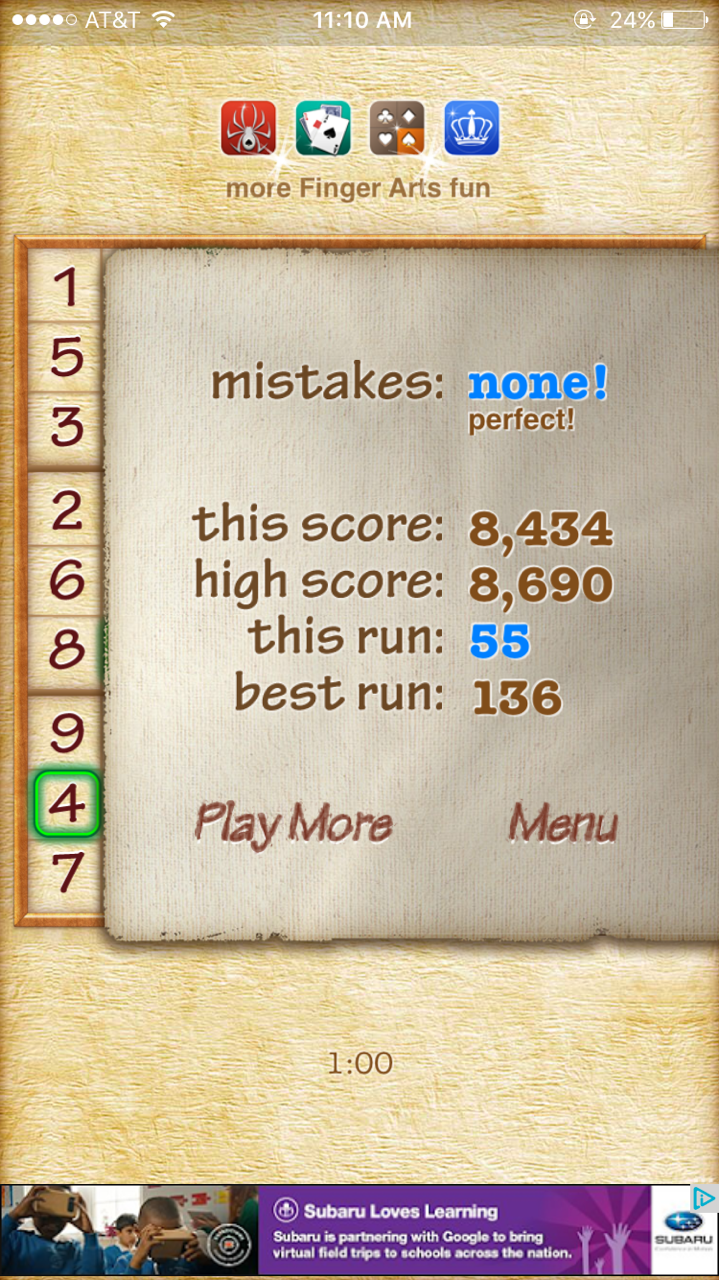 AT&T 11:10 AM 24%
more Finger Arts fun
1
5
3
2
6
8
9
4
7
mistakes: none!
perfect!
this score: 8,434
high score: 8,690
this run: 55
best run: 136
Play More Menu
1:00
Subaru Loves Learning
Subaru is partnering with Google to bring
virtual field trips to schools across the nation.
SUBARU